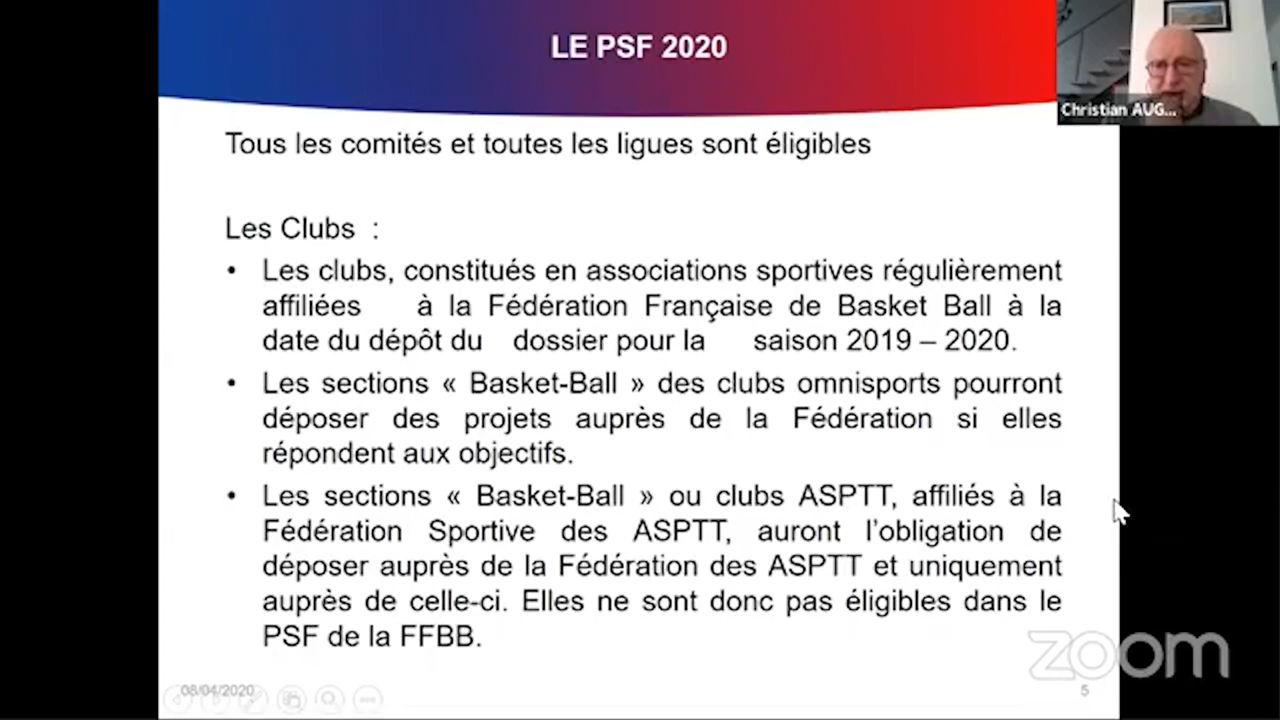 LE PSF 2020
Christian AUG...
Tous les comités et toutes les ligues sont éligibles
Les Clubs :
• Les clubs, constitués en associations sportives régulièrement
affiliées à la Fédération Française de Basket Ball à la
date du dépôt du dossier pour la saison 2019 – 2020.
• Les sections « Basket-Ball » des clubs omnisports pourront
déposer des projets auprès de la Fédération si elles
répondent aux objectifs.
• Les sections « Basket-Ball » ou clubs ASPTT, affiliés à la
Fédération Sportive des ASPTT, auront l’obligation de
déposer auprès de la Fédération des ASPTT et uniquement
auprès de celle-ci. Elles ne sont donc pas éligibles dans le
PSF de la FFBB.
zoom
08/04/2020
5